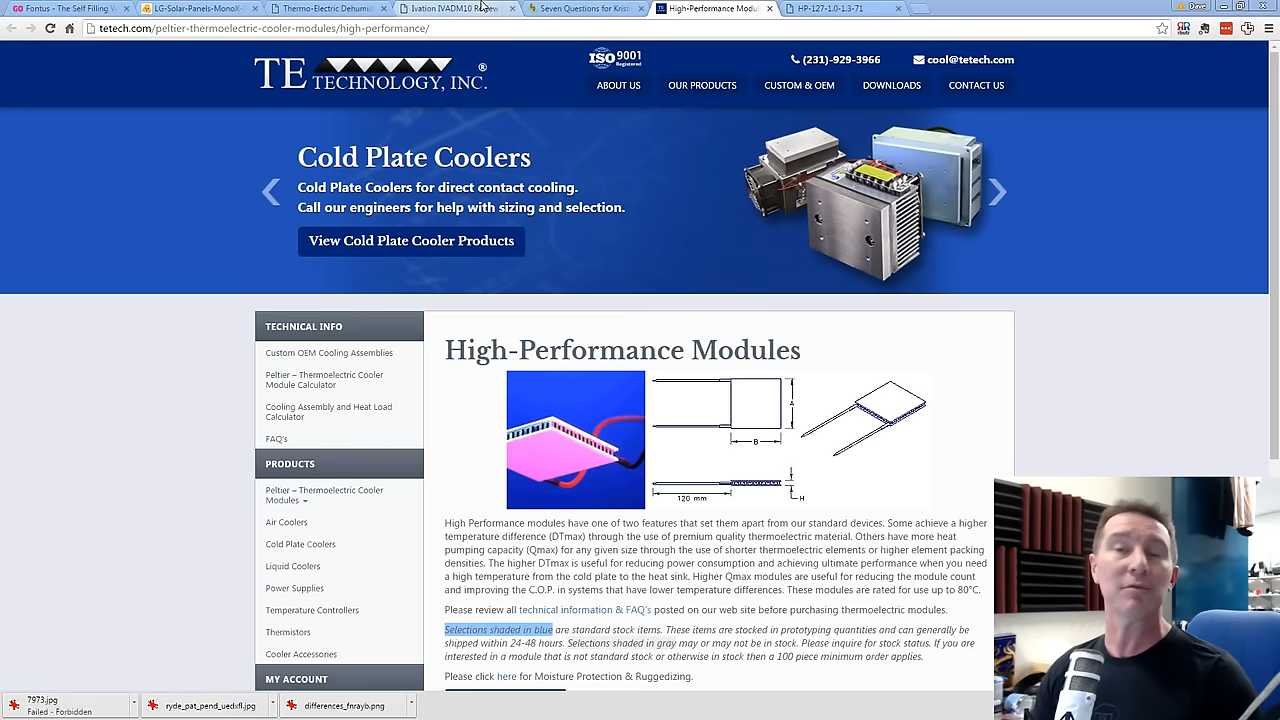 Fontus - The Self Filling
LG-Solar-Panels-MonoX-
Thermo-Electric Dehumid
Ivation IVADM10 Review
Seven Questions for Krist
High-Performance Modul
HP-127-1.0-1.3-71
Dave
tetech.com/peltier-thermoelectric-cooler-modules/high-performance/
TE TECHNOLOGY, INC.®
ISO 9001
Registered
(231)-929-3966
cool@tetech.com
ABOUT US
OUR PRODUCTS
CUSTOM & OEM
DOWNLOADS
CONTACT US
Cold Plate Coolers
Cold Plate Coolers for direct contact cooling.
Call our engineers for help with sizing and selection.
View Cold Plate Cooler Products
TECHNICAL INFO
Custom OEM Cooling Assemblies
Peltier – Thermoelectric Cooler
Module Calculator
Cooling Assembly and Heat Load
Calculator
FAQ's
PRODUCTS
Peltier – Thermoelectric Cooler
Modules
Air Coolers
Cold Plate Coolers
Liquid Coolers
Power Supplies
Temperature Controllers
Thermistors
Cooler Accessories
MY ACCOUNT
High-Performance Modules
A
B
120 mm
H
High Performance modules have one of two features that set them apart from our standard devices. Some achieve a higher
temperature difference (DTmax) through the use of premium quality thermoelectric material. Others have more heat
pumping capacity (Qmax) for any given size through the use of shorter thermoelectric elements or higher element packing
densities. The higher DTmax is useful for reducing power consumption and achieving ultimate performance when you need
a high temperature from the cold plate to the heat sink. Higher Qmax modules are useful for reducing the module count
and improving the C.O.P. in systems that have lower temperature differences. These modules are rated for use up to 80°C.
Please review all technical information & FAQ's posted on our web site before purchasing thermoelectric modules.
Selections shaded in blue are standard stock items. These items are stocked in prototyping quantities and can generally be
shipped within 24-48 hours. Selections shaded in gray may or may not be in stock. Please inquire for stock status. If you are
interested in a module that is not standard stock or otherwise in stock then a 100 piece minimum order applies.
Please click here for Moisture Protection & Ruggedizing.
7973.jpg
Failed - Forbidden
ryde_pat_pend_uedxfl.jpg
differences_fnrayb.png